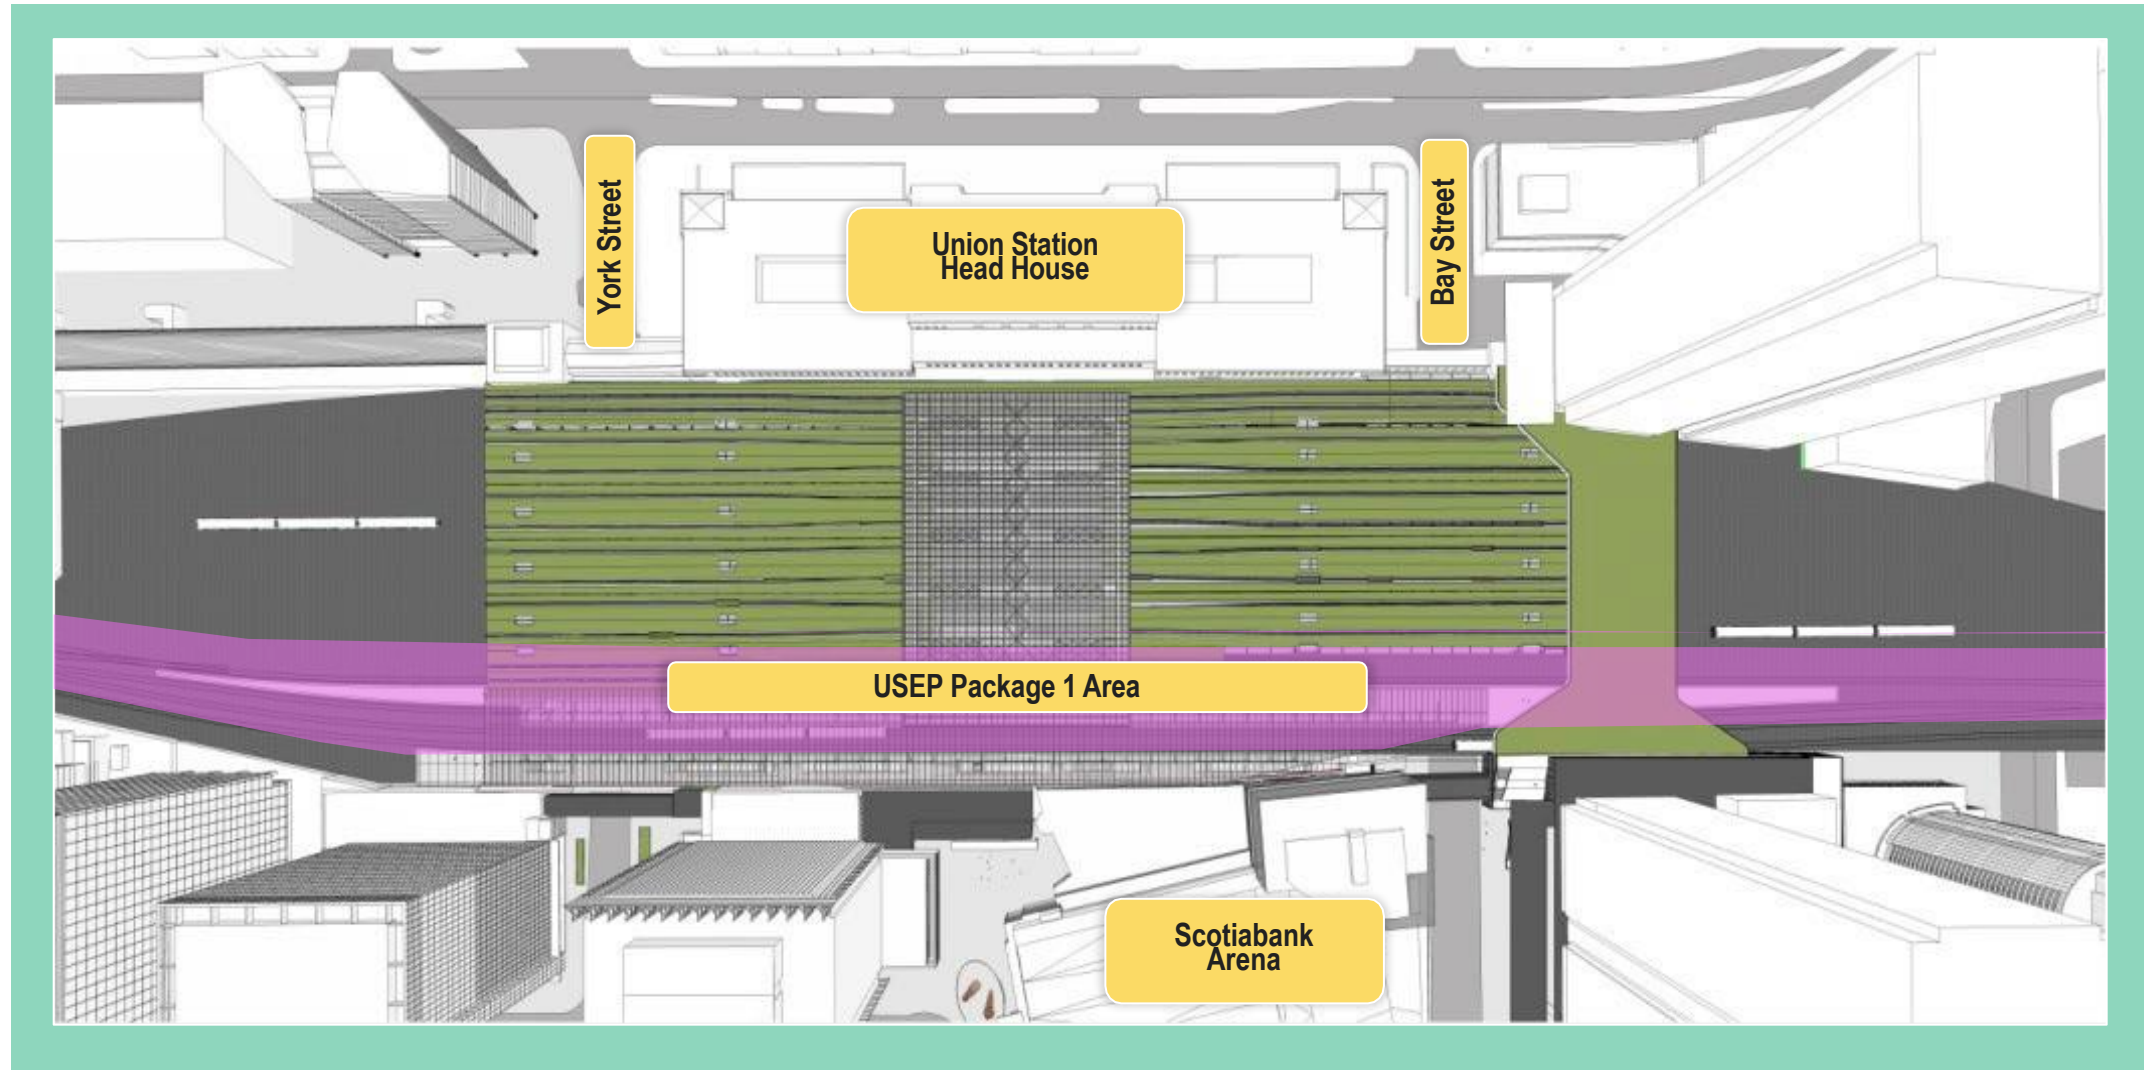 York Street
Union Station
Head House
Bay Street
USEP Package 1 Area
Scotiabank
Arena